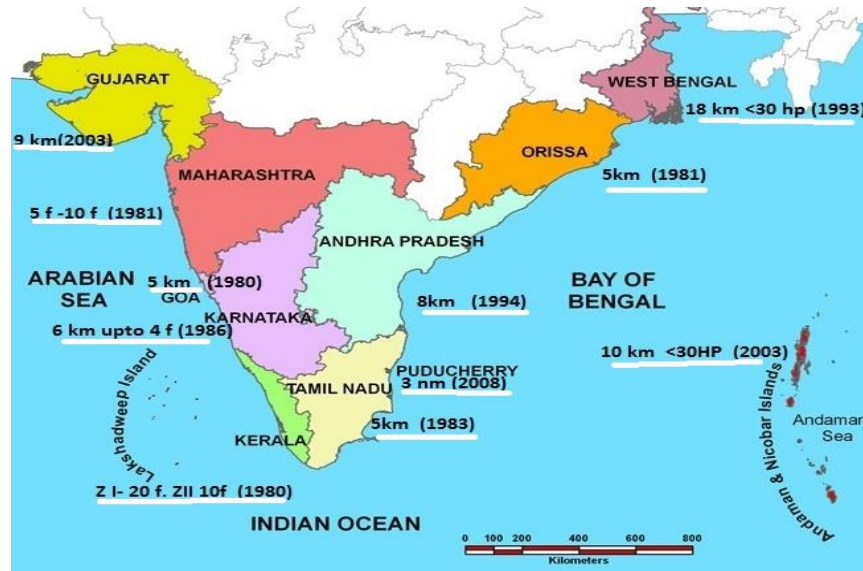 GUJARAT
WEST BENGAL
18 km <30 hp (1993)
9 km(2003)
ORISSA
MAHARASHTRA
5km (1981)
5 f -10 f (1981)
ANDHRA PRADESH
ARABIAN
SEA
5 km (1980)
GOA
BAY OF
BENGAL
8km (1994)
KARNATAKA
6 km upto 4 f (1986)
10 km <30HP (2003)
Lakshadweep Island
PUDUCHERRY
TAMIL NADU
3 nm (2008)
5km (1983)
KERALA
Andaman & Nicobar Islands
Andaman
Sea
Z I- 20 f. ZII 10f (1980)
INDIAN OCEAN
0 100 200 400 600 800
Kilometers